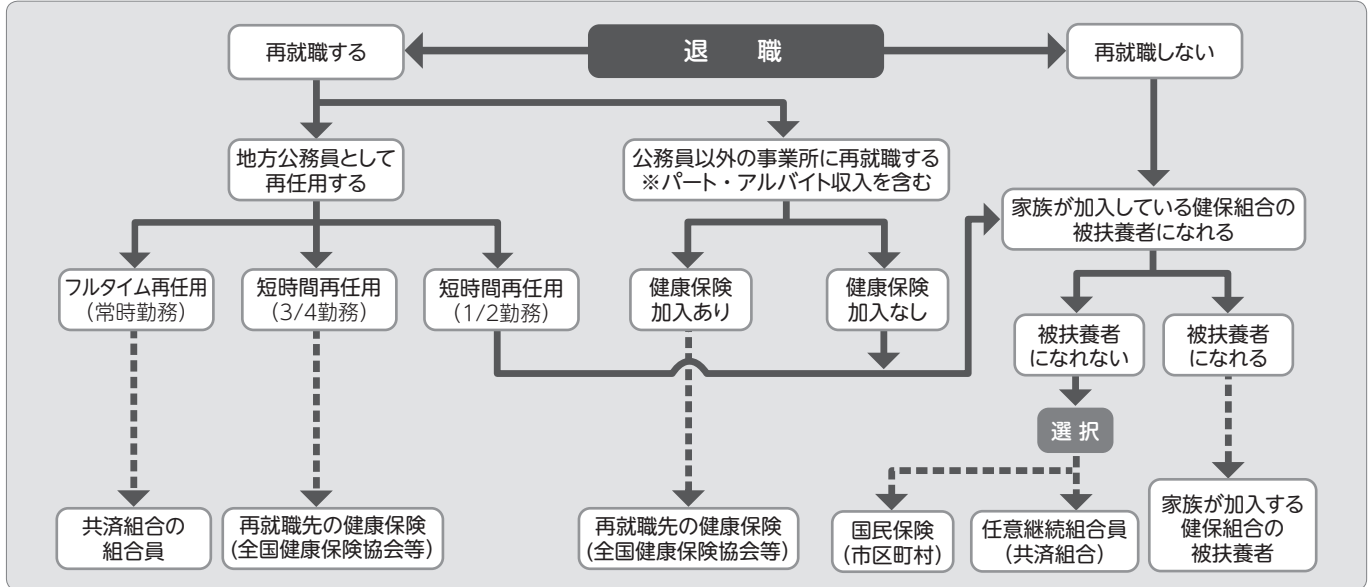 退職
再就職する
再就職しない
地方公務員として
再任用する
公務員以外の事業所に再就職する
※パート・アルバイト収入を含む
家族が加入している健保組合の
被扶養者になれる
フルタイム再任用
(常時勤務)
短時間再任用
(3/4勤務)
短時間再任用
(1/2勤務)
健康保険
加入あり
健康保険
加入なし
被扶養者
になれない
被扶養者
になれる
選択
共済組合の
組合員
再就職先の健康保険
(全国健康保険協会等)
再就職先の健康保険
(全国健康保険協会等)
国民保険
(市区町村)
任意継続組合員
(共済組合)
家族が加入する
健保組合の
被扶養者